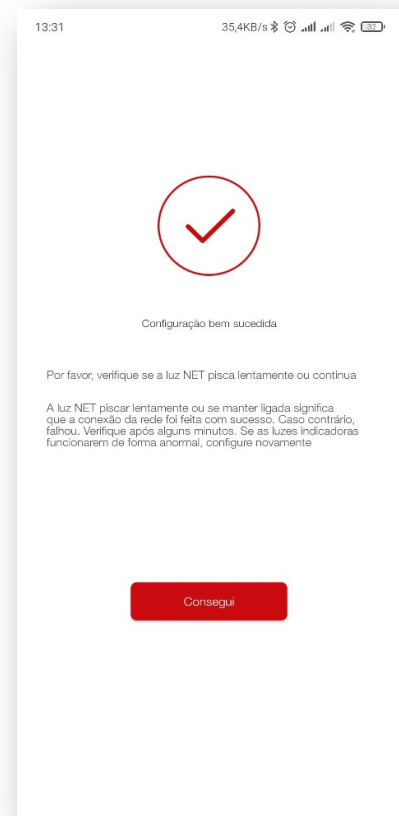 13:31 35,4KB/s 32
Configuração bem sucedida
Por favor, verifique se a luz NET pisca lentamente ou continua
A luz NET piscar lentamente ou se manter ligada significa
que a conexão da rede foi feita com sucesso. Caso contrário,
falhou. Verifique após alguns minutos. Se as luzes indicadoras
funcionarem de forma anormal, configure novamente
Consegui